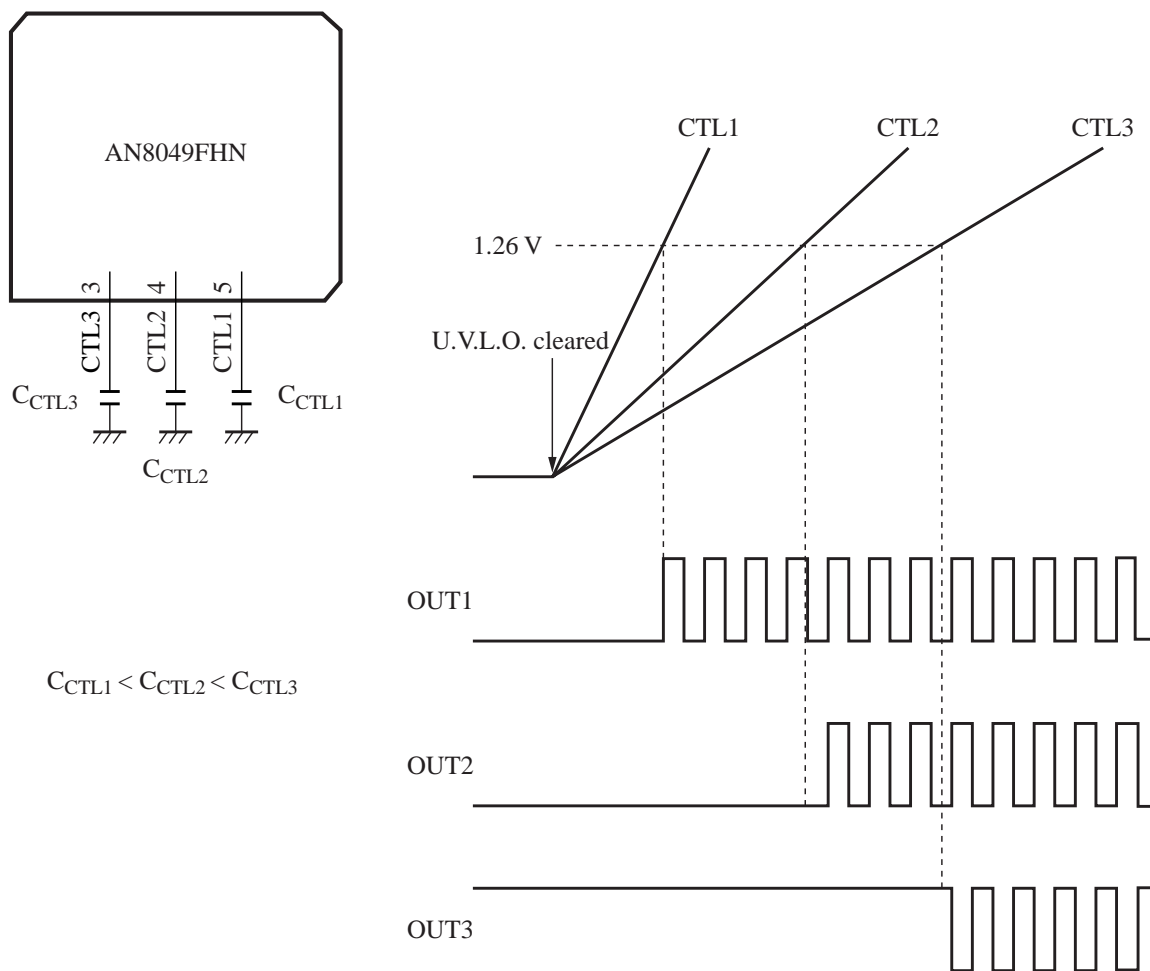 AN8049FHN
3
4
5
CTL3
CTL2
CTL1
CCTL3
CCTL1
CCTL2
CCTL1 < CCTL2 < CCTL3
CTL1
CTL2
CTL3
1.26 V
U.V.L.O. cleared
OUT1
OUT2
OUT3